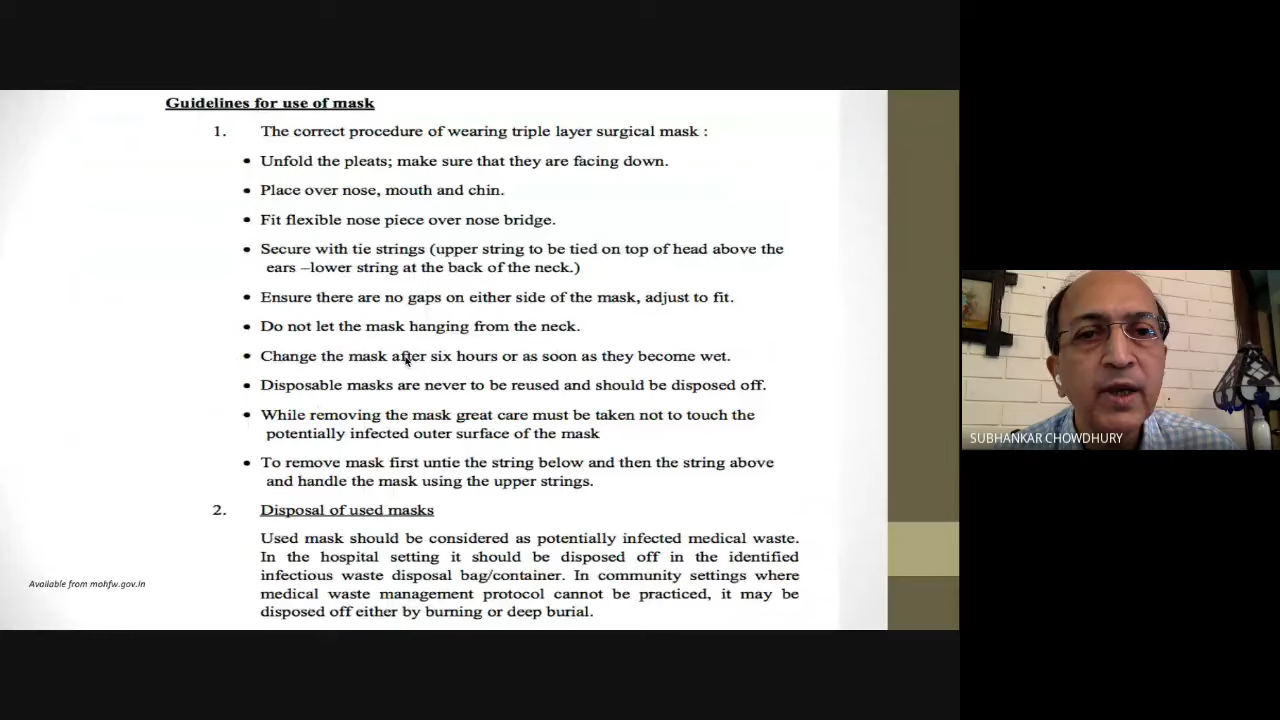 Guidelines for use of mask
1. The correct procedure of wearing triple layer surgical mask :
• Unfold the pleats; make sure that they are facing down.
• Place over nose, mouth and chin.
• Fit flexible nose piece over nose bridge.
• Secure with tie strings (upper string to be tied on top of head above the
ears –lower string at the back of the neck.)
• Ensure there are no gaps on either side of the mask, adjust to fit.
• Do not let the mask hanging from the neck.
• Change the mask after six hours or as soon as they become wet.
• Disposable masks are never to be reused and should be disposed off.
• While removing the mask great care must be taken not to touch the
potentially infected outer surface of the mask
• To remove mask first untie the string below and then the string above
and handle the mask using the upper strings.
2. Disposal of used masks
Used mask should be considered as potentially infected medical waste.
In the hospital setting it should be disposed off in the identified
infectious waste disposal bag/container. In community settings where
medical waste management protocol cannot be practiced, it may be
disposed off either by burning or deep burial.
Available from mohfw.gov.in
SUBHANKAR CHOWDHURY